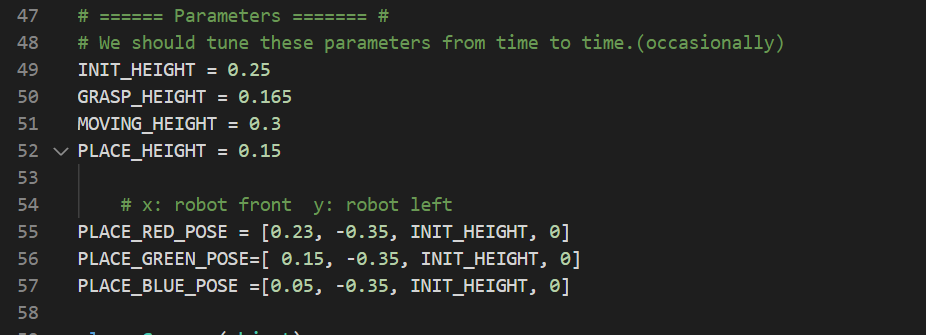 47 # ====== Parameters ======= #
48 # We should tune these parameters from time to time.(occasionally)
49 INIT_HEIGHT = 0.25
50 GRASP_HEIGHT = 0.165
51 MOVING_HEIGHT = 0.3
52 PLACE_HEIGHT = 0.15
53
54 # x: robot front  y: robot left
55 PLACE_RED_POSE = [0.23, -0.35, INIT_HEIGHT, 0]
56 PLACE_GREEN_POSE=[ 0.15, -0.35, INIT_HEIGHT, 0]
57 PLACE_BLUE_POSE =[0.05, -0.35, INIT_HEIGHT, 0]
58